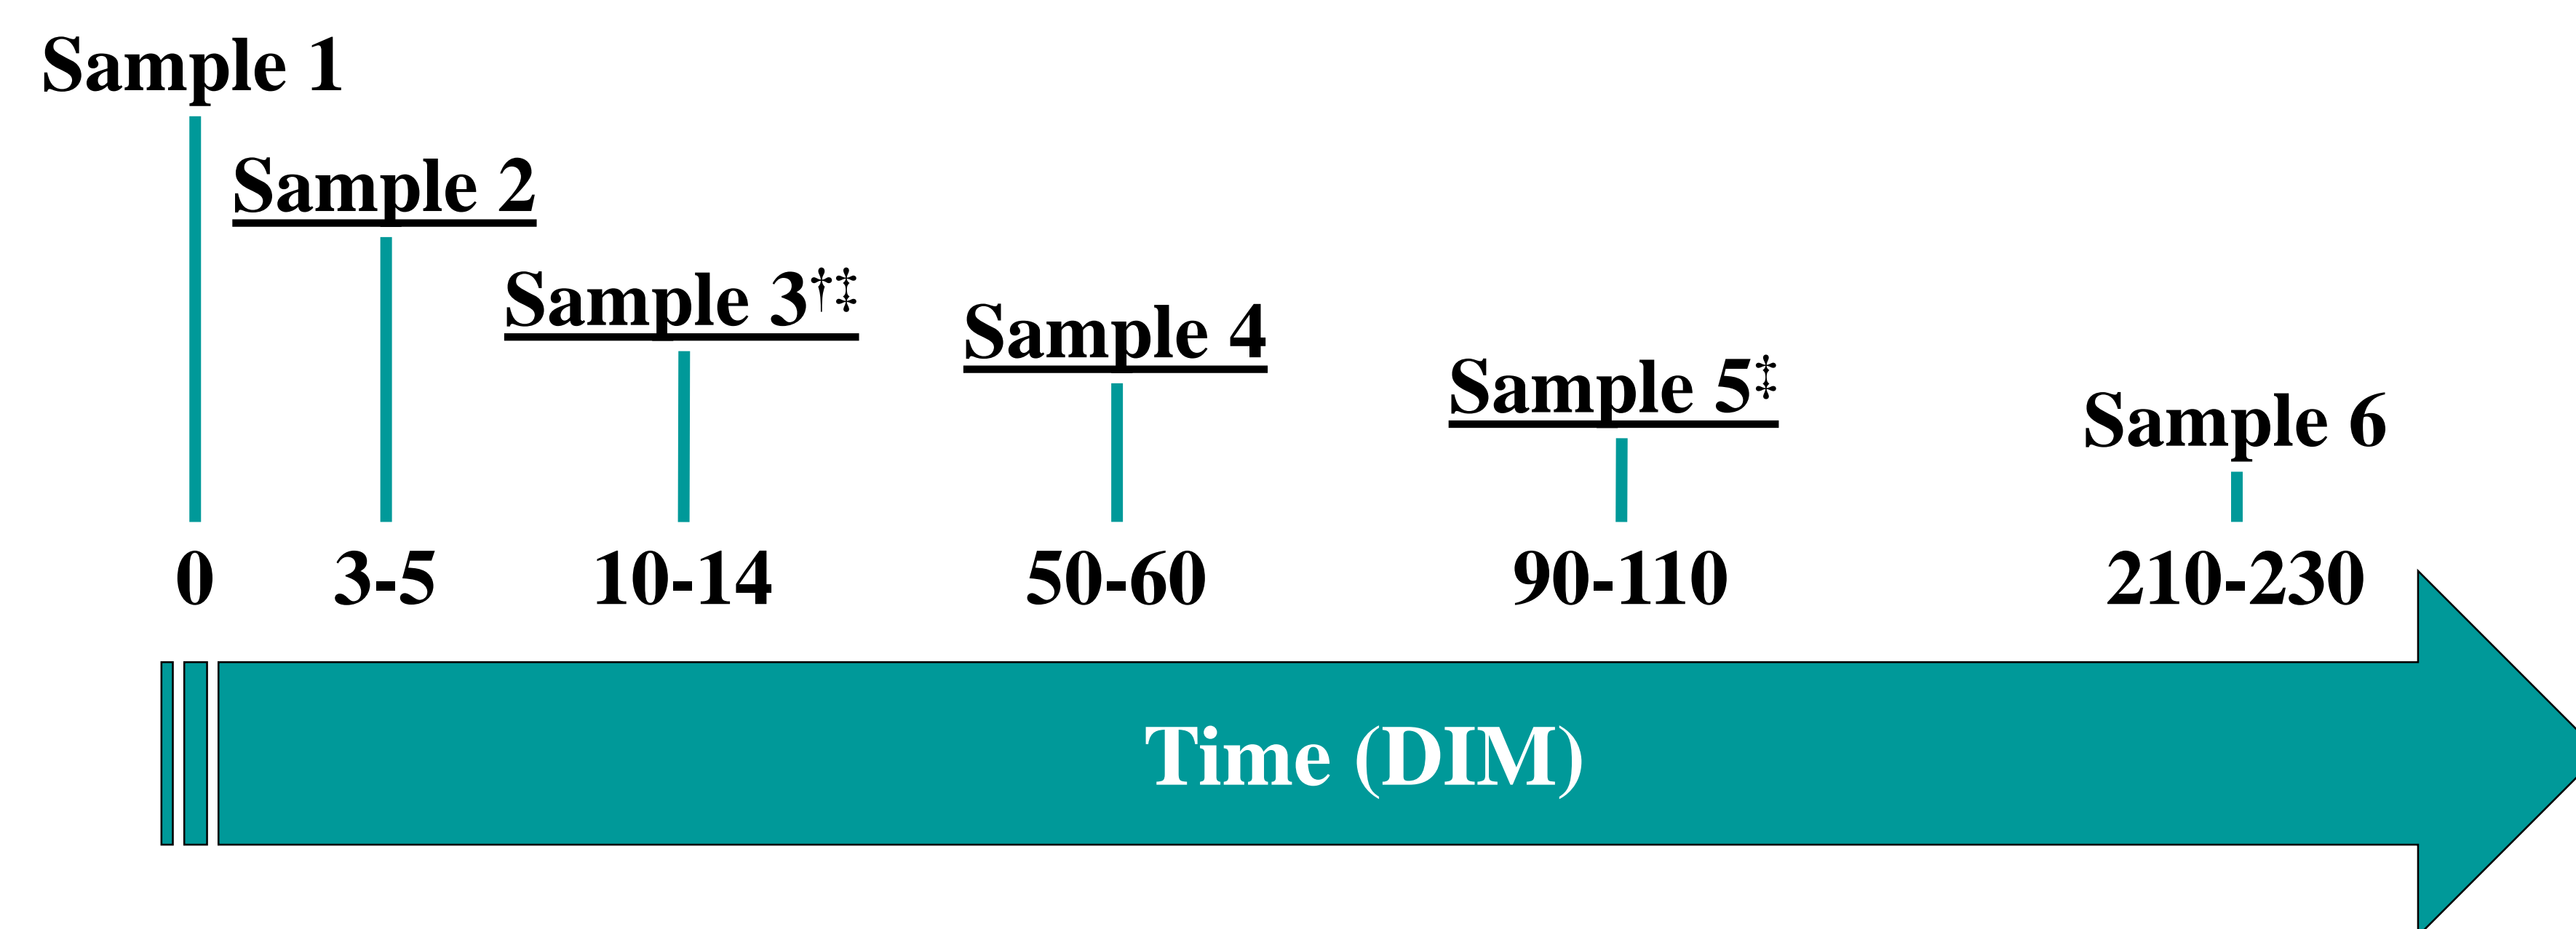 Sample 1
Sample 2
Sample 3†‡
Sample 4
Sample 5‡
Sample 6
0
3-5
10-14
50-60
90-110
210-230
Time (DIM)